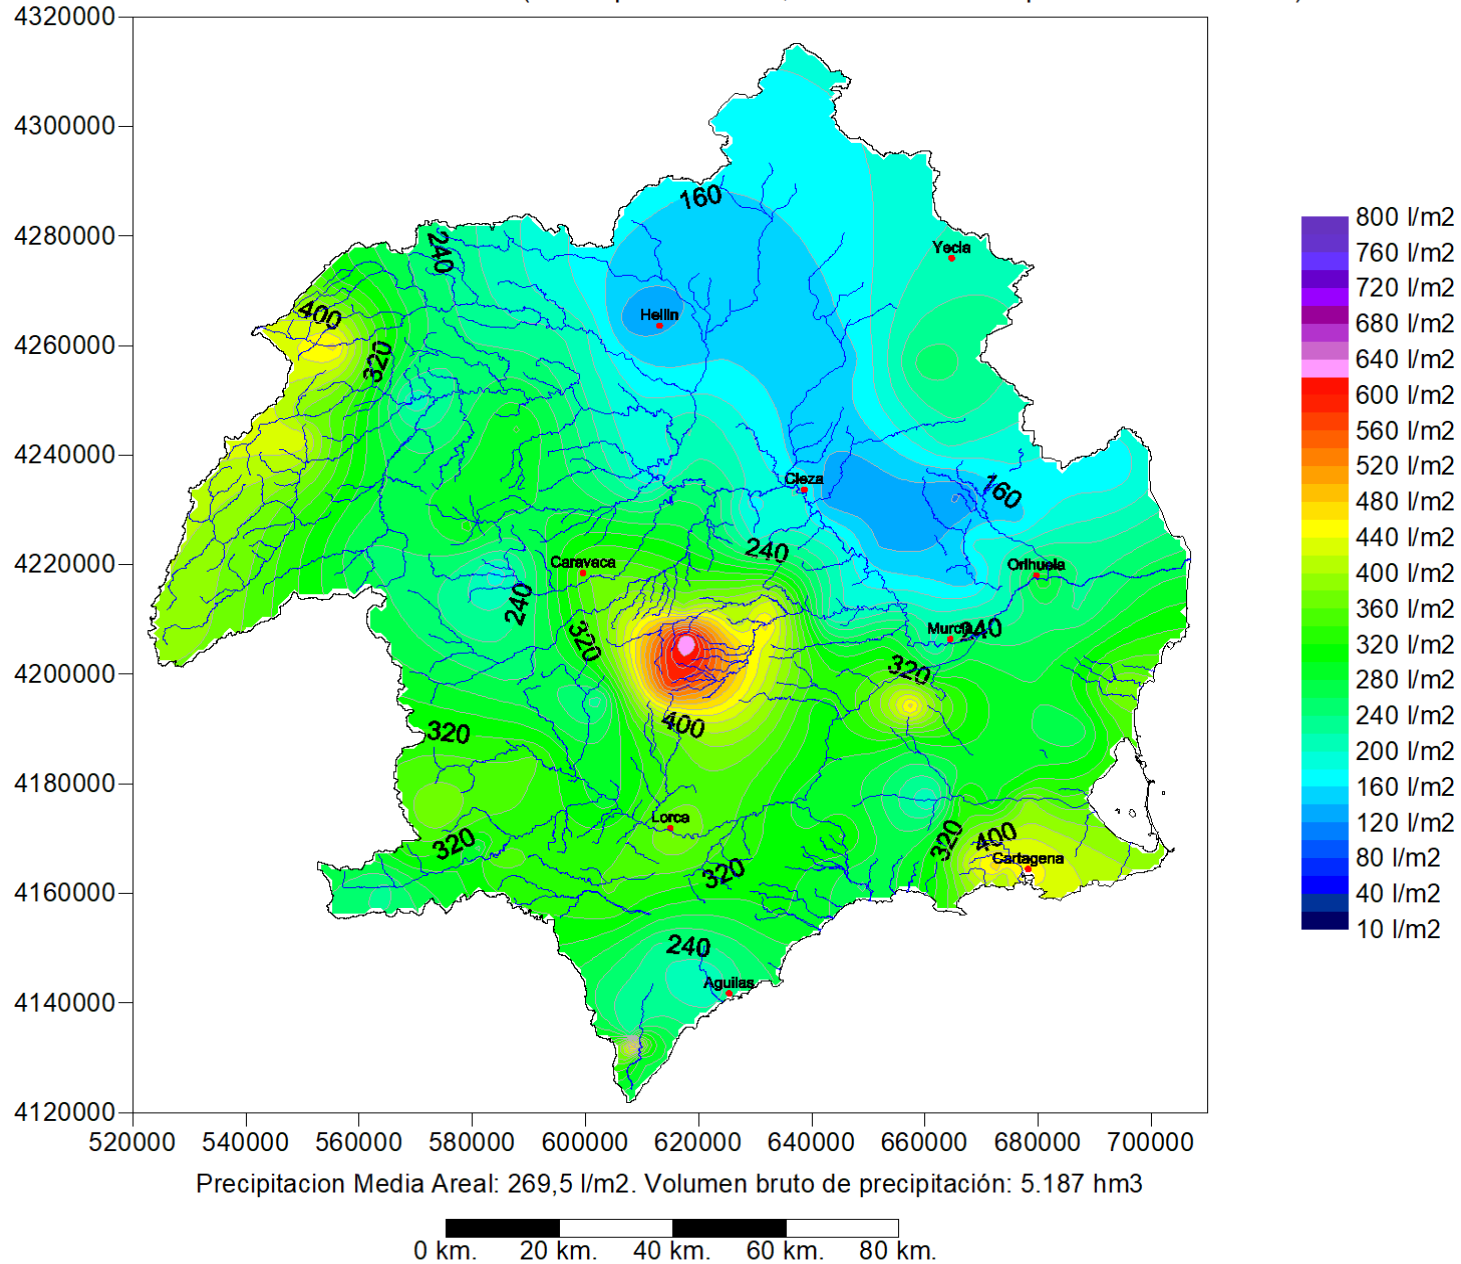 4320000
4300000
160
4280000
240
Yecla
400
Hellin
4260000
320
4240000
Cieza
160
240
4220000
Caravaca
Orihuela
240
320
Murcia
240
4200000
320
400
320
4180000
Lorca
320
320
400
320
Cartagena
4160000
240
4140000
Aguilas
4120000
520000 540000 560000 580000 600000 620000 640000 660000 680000 700000
800 l/m2
760 l/m2
720 l/m2
680 l/m2
640 l/m2
600 l/m2
560 l/m2
520 l/m2
480 l/m2
440 l/m2
400 l/m2
360 l/m2
320 l/m2
280 l/m2
240 l/m2
200 l/m2
160 l/m2
120 l/m2
80 l/m2
40 l/m2
10 l/m2
Precipitacion Media Areal: 269,5 l/m2. Volumen bruto de precipitación: 5.187 hm3
0 km. 20 km. 40 km. 60 km. 80 km.